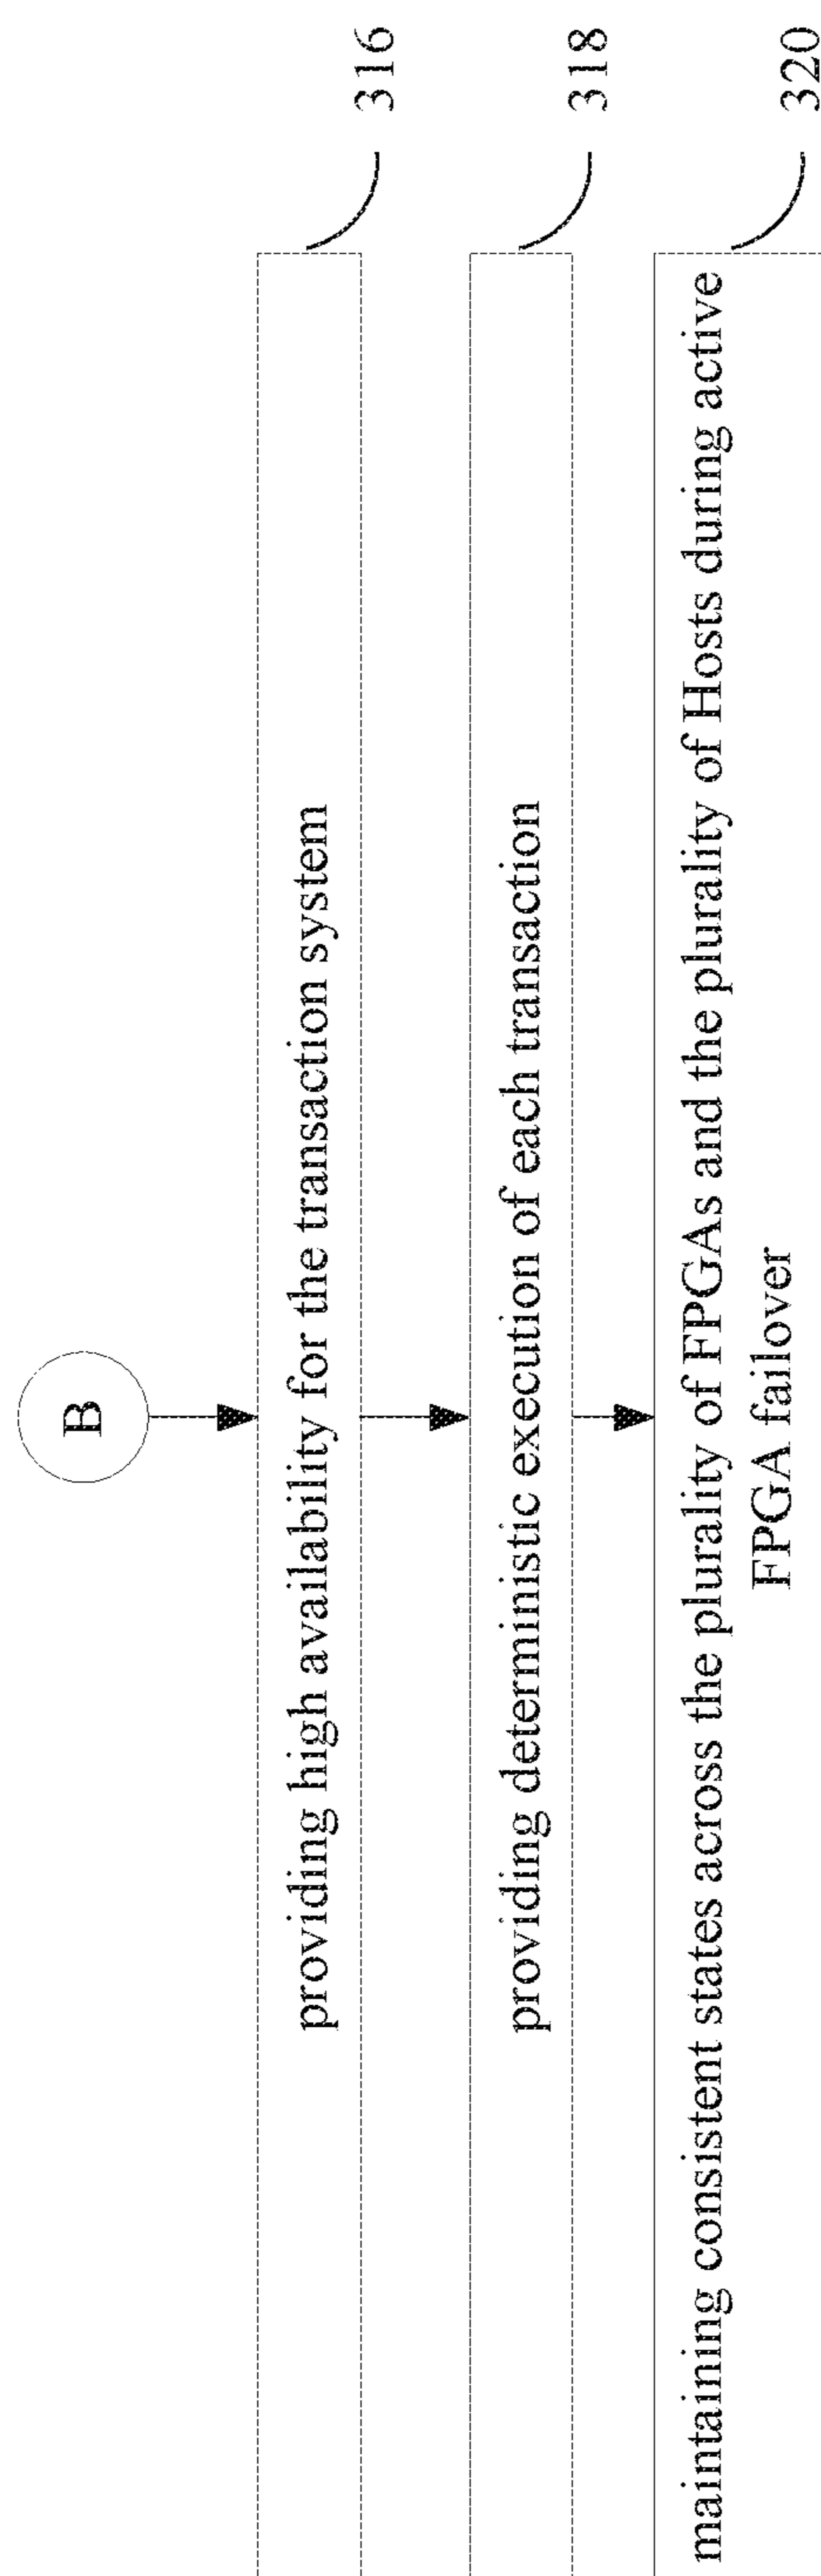 B
providing high availability for the transaction system
316
providing deterministic execution of each transaction
318
maintaining consistent states across the plurality of FPGAs and the plurality of Hosts during active
FPGA failover
320